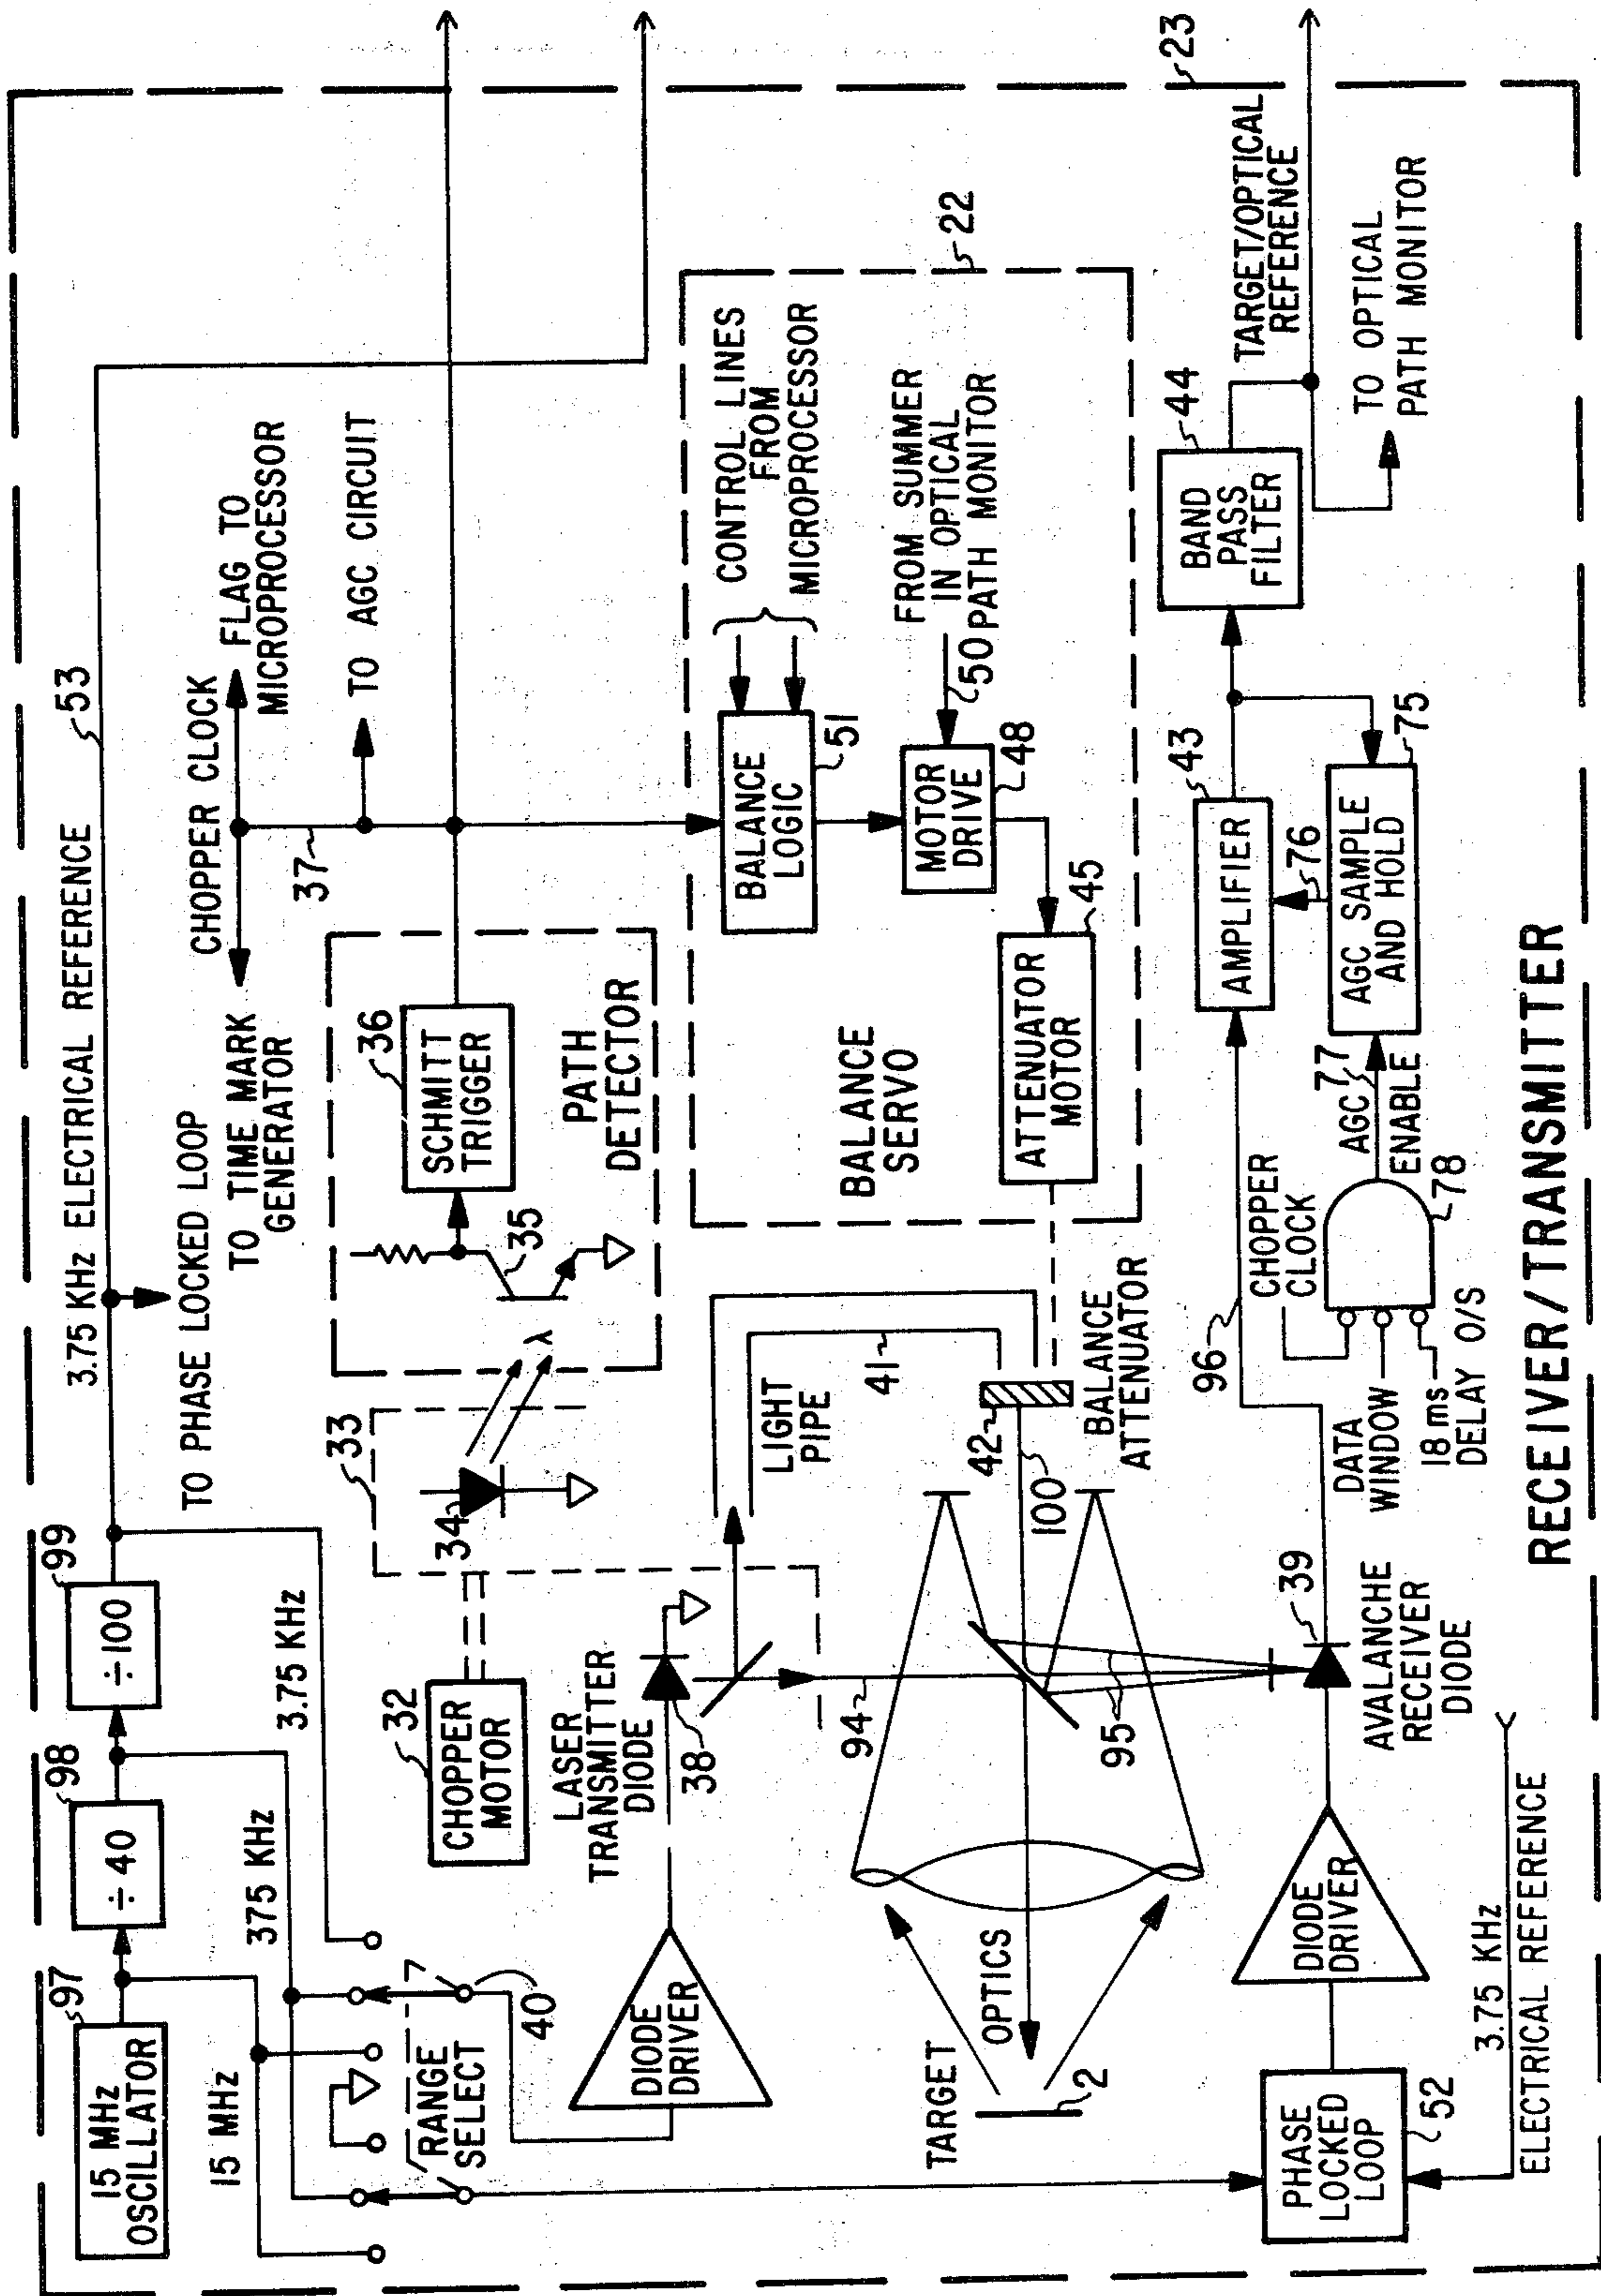 15 MHz
OSCILLATOR
97
÷ 40
98
÷100
99
3.75 KHz ELECTRICAL REFERENCE
53
15 MHz
375 KHz
3.75 KHz
TO PHASE LOCKED LOOP
CHOPPER CLOCK
TO TIME MARK
GENERATOR
FLAG TO
MICROPROCESSOR
37
TO AGC CIRCUIT
RANGE
SELECT
7
40
CHOPPER
MOTOR
32
33
34
λ
35
SCHMITT
TRIGGER
36
PATH
DETECTOR
DIODE
DRIVER
LASER
TRANSMITTER
DIODE
38
LIGHT
PIPE
41
BALANCE
SERVO
BALANCE
LOGIC
51
CONTROL LINES
FROM
MICROPROCESSOR
MOTOR
DRIVE
48
FROM SUMMER
IN OPTICAL
PATH MONITOR
50
ATTENUATOR
MOTOR
45
22
94
42
100
BALANCE
ATTENUATOR
TARGET
OPTICS
2
95
PHASE
LOCKED
LOOP
52
3.75 KHz
ELECTRICAL REFERENCE
DIODE
DRIVER
39
AVALANCHE
RECEIVER
DIODE
96
CHOPPER
CLOCK
DATA
WINDOW
18 ms
DELAY O/S
78
AGC
ENABLE
77
AMPLIFIER
43
76
AGC SAMPLE
AND HOLD
75
BAND
PASS
FILTER
44
TARGET/OPTICAL
REFERENCE
TO OPTICAL
PATH MONITOR
23
RECEIVER/TRANSMITTER